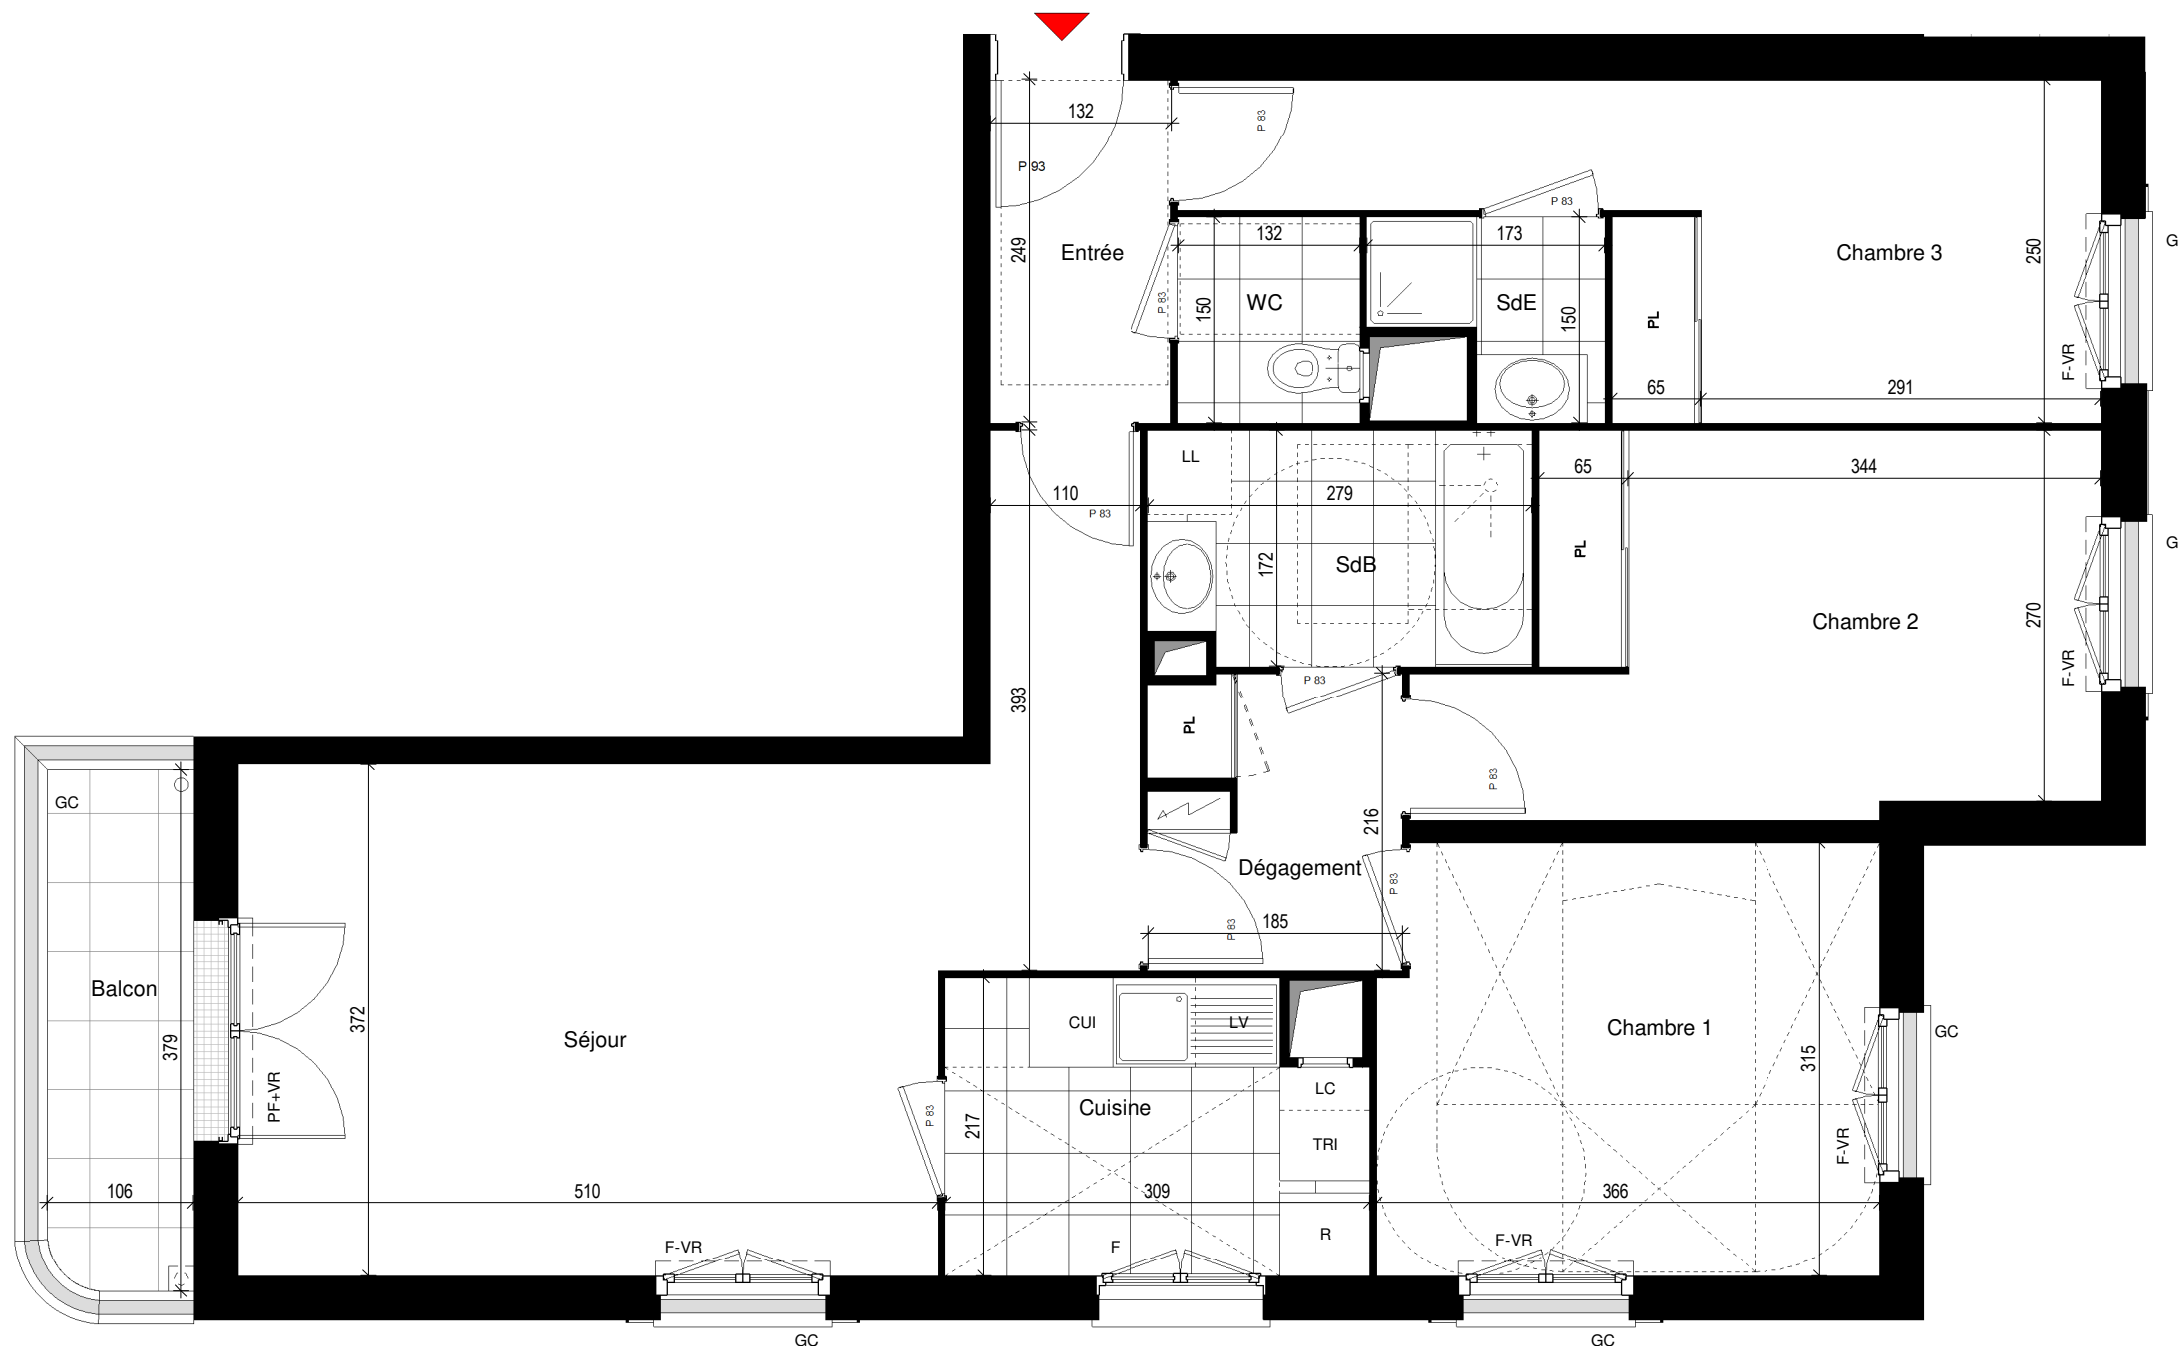 132
P 83
P 93
P 83
249
Entrée
132
173
Chambre 3
250
G
WC
SdE
P 83
150
150
PL
F-VR
65
291
LL
65
344
110
279
P 83
G
172
SdB
PL
Chambre 2
270
F-VR
P 83
393
PL
P 83
GC
216
Dégagement
P 83
185
P 83
Balcon
372
379
Séjour
PF+VR
CUI
LV
Chambre 1
GC
315
LC
Cuisine
P 83
217
TRI
F-VR
106
510
309
366
R
F-VR
F
F-VR
GC
GC